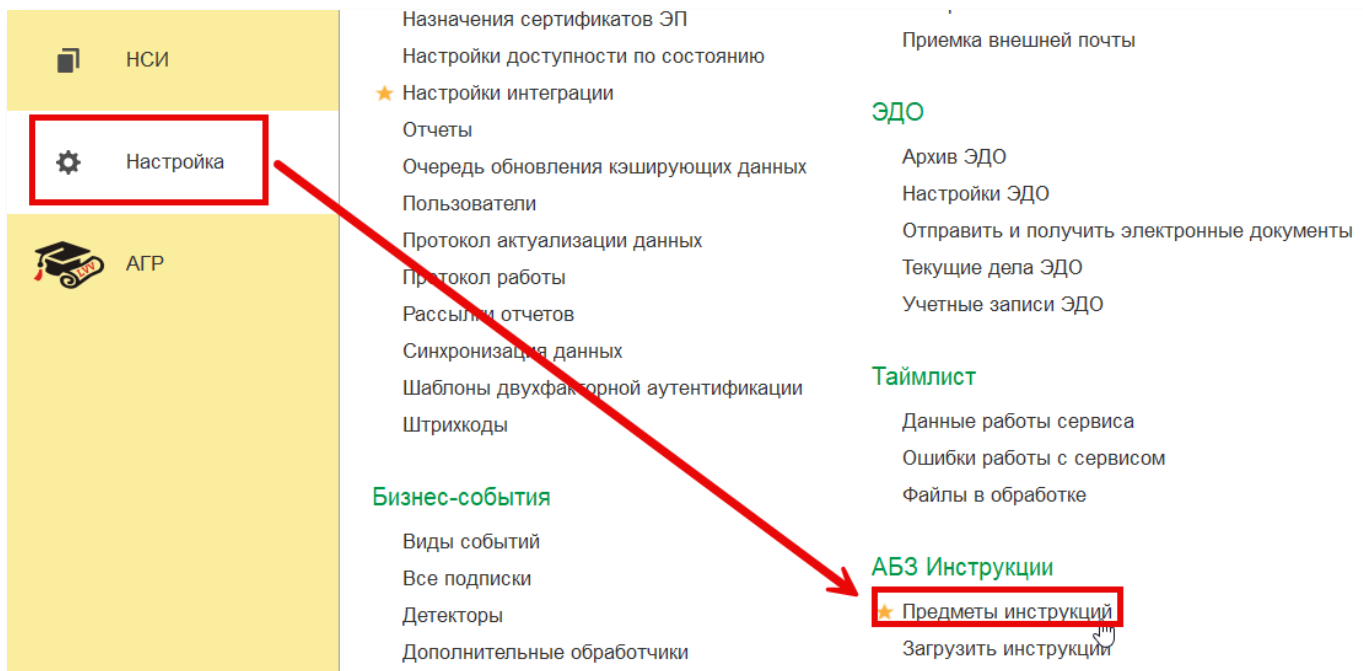 НСИ
Настройка
LVV
АГР
Назначения сертификатов ЭП
Настройки доступности по состоянию
Настройки интеграции
Отчеты
Очередь обновления кэширующих данных
Пользователи
Протокол актуализации данных
Протокол работы
Рассылки отчетов
Синхронизация данных
Шаблоны двухфакторной аутентификации
Штрихкоды
Бизнес-события
Виды событий
Все подписки
Детекторы
Дополнительные обработчики
Приемка внешней почты
ЭДО
Архив ЭДО
Настройки ЭДО
Отправить и получить электронные документы
Текущие дела ЭДО
Учетные записи ЭДО
Таймлист
Данные работы сервиса
Ошибки работы с сервисом
Файлы в обработке
АБЗ Инструкции
Предметы инструкций
Загрузить инструкции